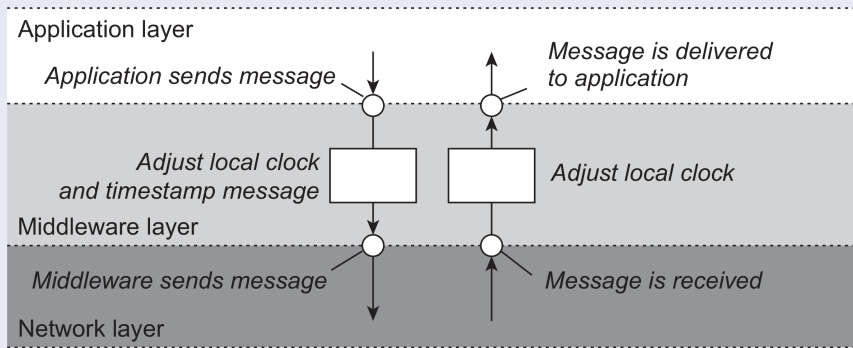 Application layer
Application sends message
Message is delivered
to application
Adjust local clock
and timestamp message
Adjust local clock
Middleware layer
Middleware sends message
Message is received
Network layer